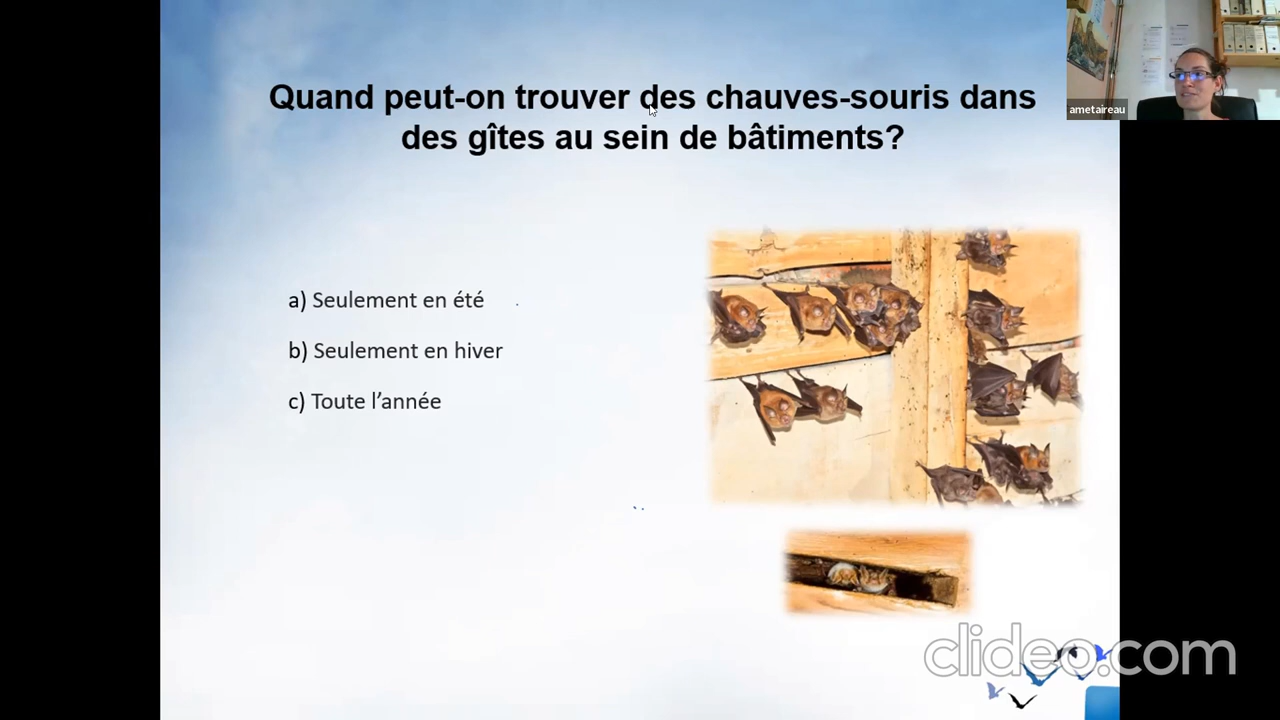 Quand peut-on trouver des chauves-souris dans
des gîtes au sein de bâtiments?
ametaireau
a) Seulement en été
b) Seulement en hiver
c) Toute l'année
clideo.com